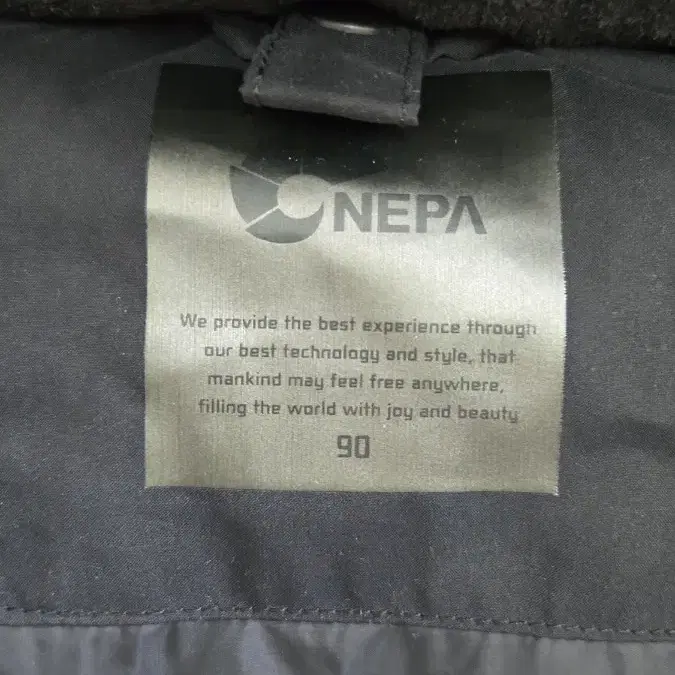 NEPA
We provide the best experience through
our best technology and style, that
mankind may feel free anywhere,
filling the world with joy and beauty
90